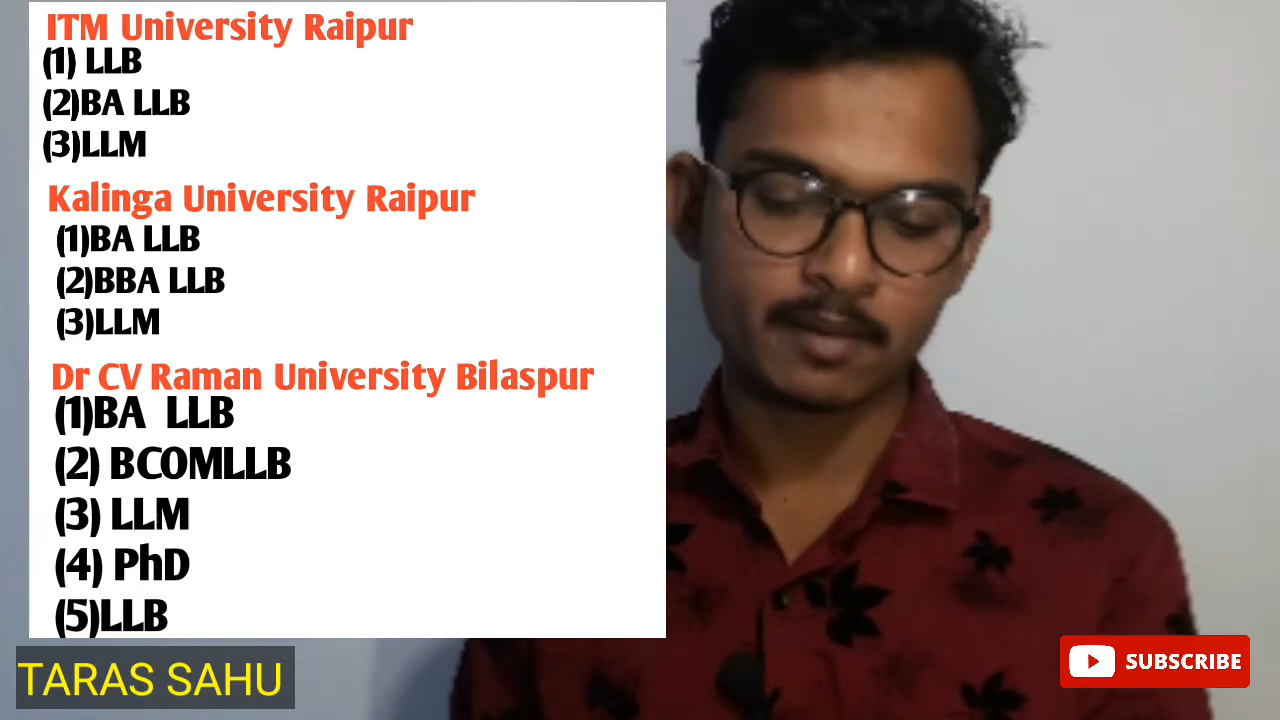 ITM University Raipur
(1) LLB
(2)BA LLB
(3)LLM
Kalinga University Raipur
(1)BA LLB
(2)BBA LLB
(3)LLM
Dr CV Raman University Bilaspur
(1)BA LLB
(2) BCOMLLB
(3) LLM
(4) PhD
(5)LLB
TARAS SAHU
SUBSCRIBE